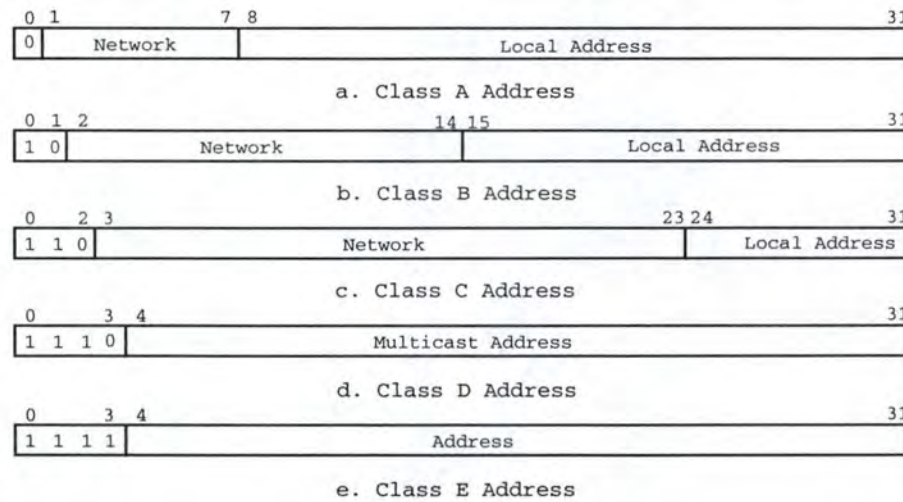 0 1 7 8 31
0 Network Local Address
a. Class A Address
0 1 2 14 15 31
1 0 Network Local Address
b. Class B Address
0 2 3 23 24 31
1 1 0 Network Local Address
c. Class C Address
0 3 4 31
1 1 1 0 Multicast Address
d. Class D Address
0 3 4 31
1 1 1 1 Address
e. Class E Address